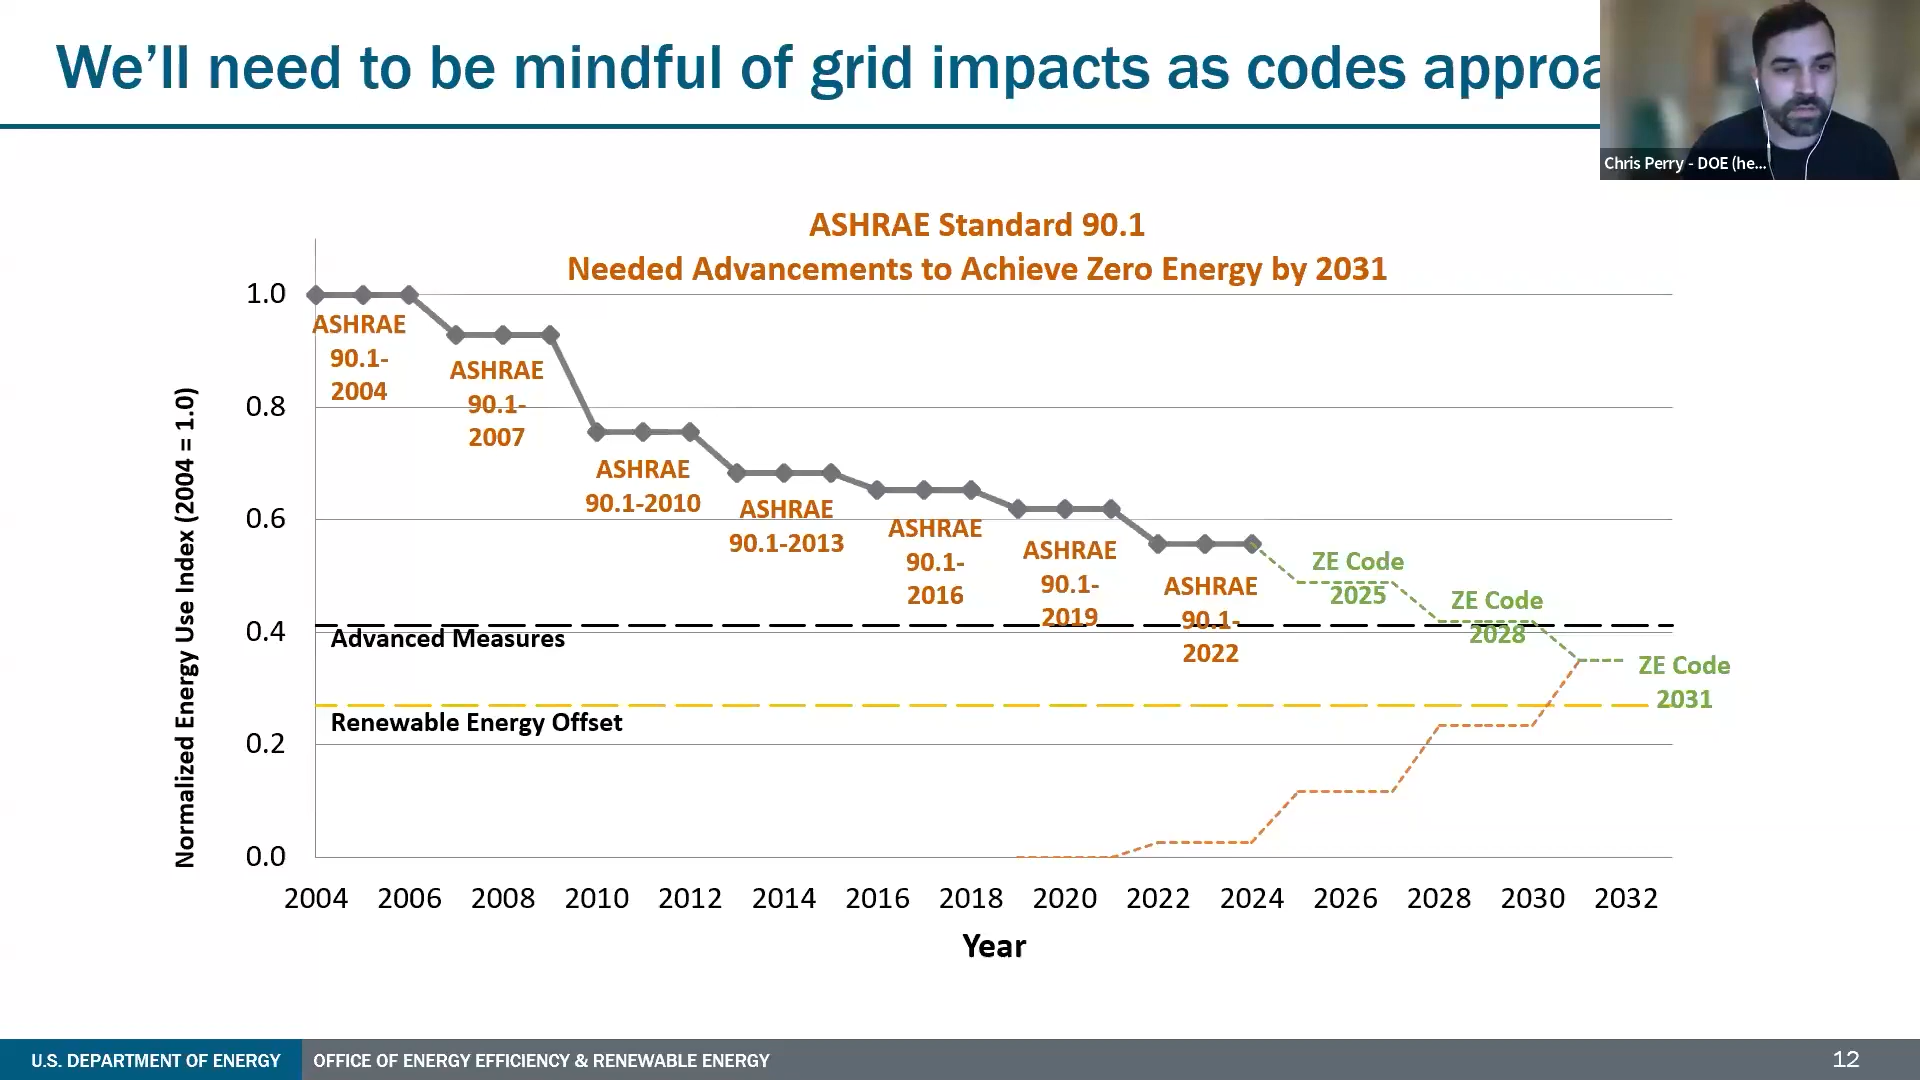 We'll need to be mindful of grid impacts as codes approa
Chris Perry - DOE (he...
ASHRAE Standard 90.1
Needed Advancements to Achieve Zero Energy by 2031
Normalized Energy Use Index (2004 = 1.0)
1.0
0.8
0.6
0.4
0.2
0.0
ASHRAE
90.1-
2004
ASHRAE
90.1-
2007
ASHRAE
90.1-2010
ASHRAE
90.1-2013
ASHRAE
90.1-
2016
ASHRAE
90.1-
2019
ASHRAE
90.1-
2022
ZE Code
2025
ZE Code
2028
ZE Code
2031
Advanced Measures
Renewable Energy Offset
2004 2006 2008 2010 2012 2014 2016 2018 2020 2022 2024 2026 2028 2030 2032
Year
U.S. DEPARTMENT OF ENERGY OFFICE OF ENERGY EFFICIENCY & RENEWABLE ENERGY 12